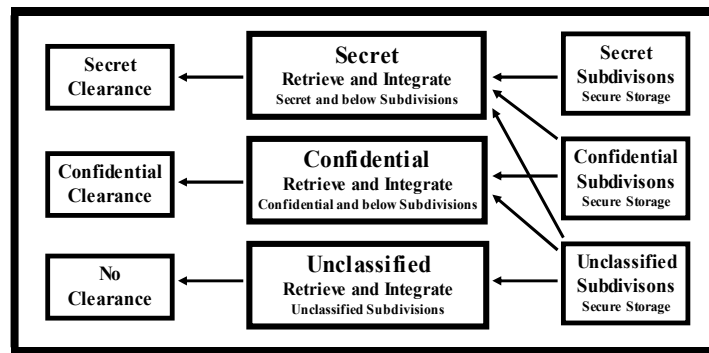 Secret
Clearance
Secret
Retrieve and Integrate
Secret and below Subdivisions
Secret
Subdivisons
Secure Storage
Confidential
Clearance
Confidential
Retrieve and Integrate
Confidential and below Subdivisions
Confidential
Subdivisons
Secure Storage
No
Clearance
Unclassified
Retrieve and Integrate
Unclassified Subdivisions
Unclassified
Subdivisons
Secure Storage